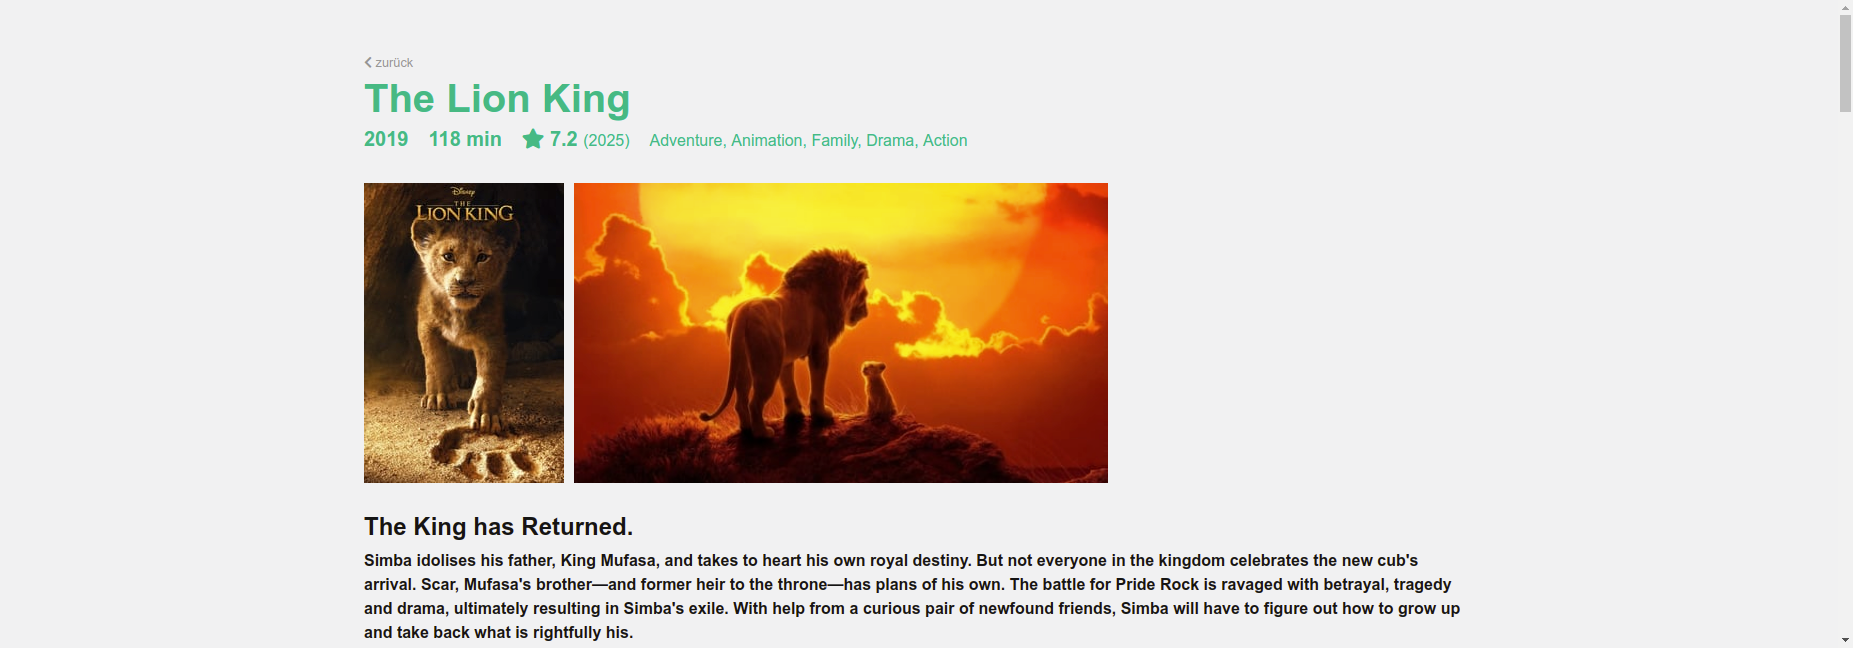 zurück
The Lion King
2019 118 min 7.2 (2025) Adventure, Animation, Family, Drama, Action
Disney
THE
LION KING
The King has Returned.
Simba idolises his father, King Mufasa, and takes to heart his own royal destiny. But not everyone in the kingdom celebrates the new cub's
arrival. Scar, Mufasa's brother—and former heir to the throne—has plans of his own. The battle for Pride Rock is ravaged with betrayal, tragedy
and drama, ultimately resulting in Simba's exile. With help from a curious pair of newfound friends, Simba will have to figure out how to grow up
and take back what is rightfully his.